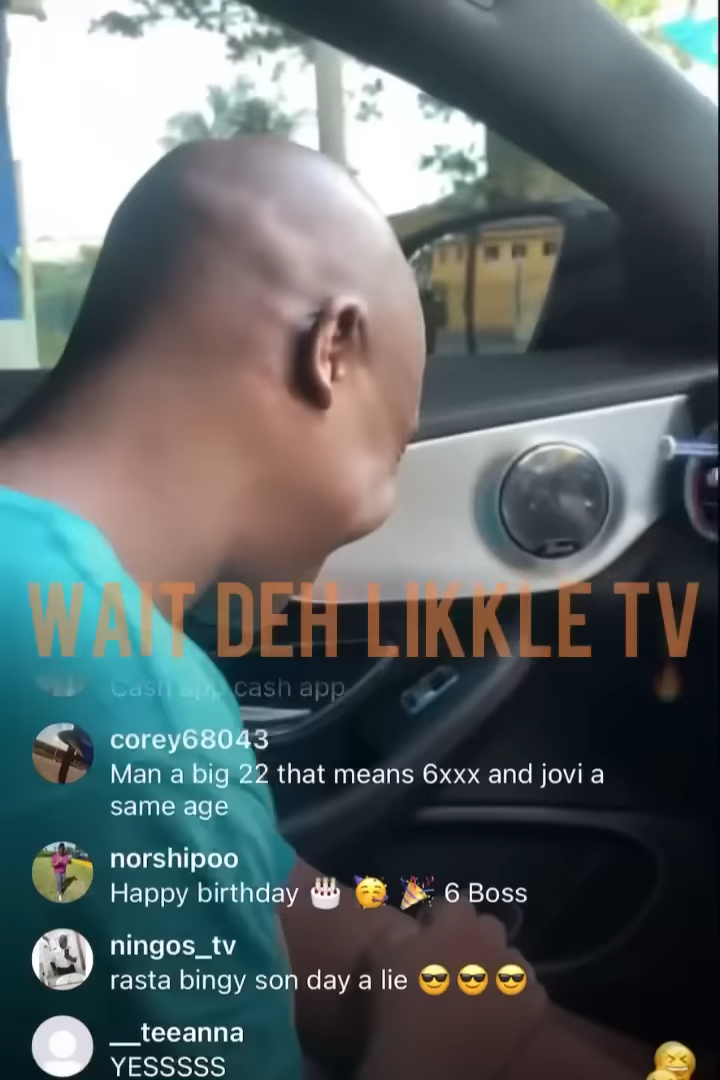 WAIT DEH LIKKLE TV
Cash app cash app
corey68043
Man a big 22 that means 6xxx and jovi a
same age
norshipoo
Happy birthday 🎂 🥳 🎉 6 Boss
ningos_tv
rasta bingy son day a lie 😎😎😎
__teeanna
YESSSSS